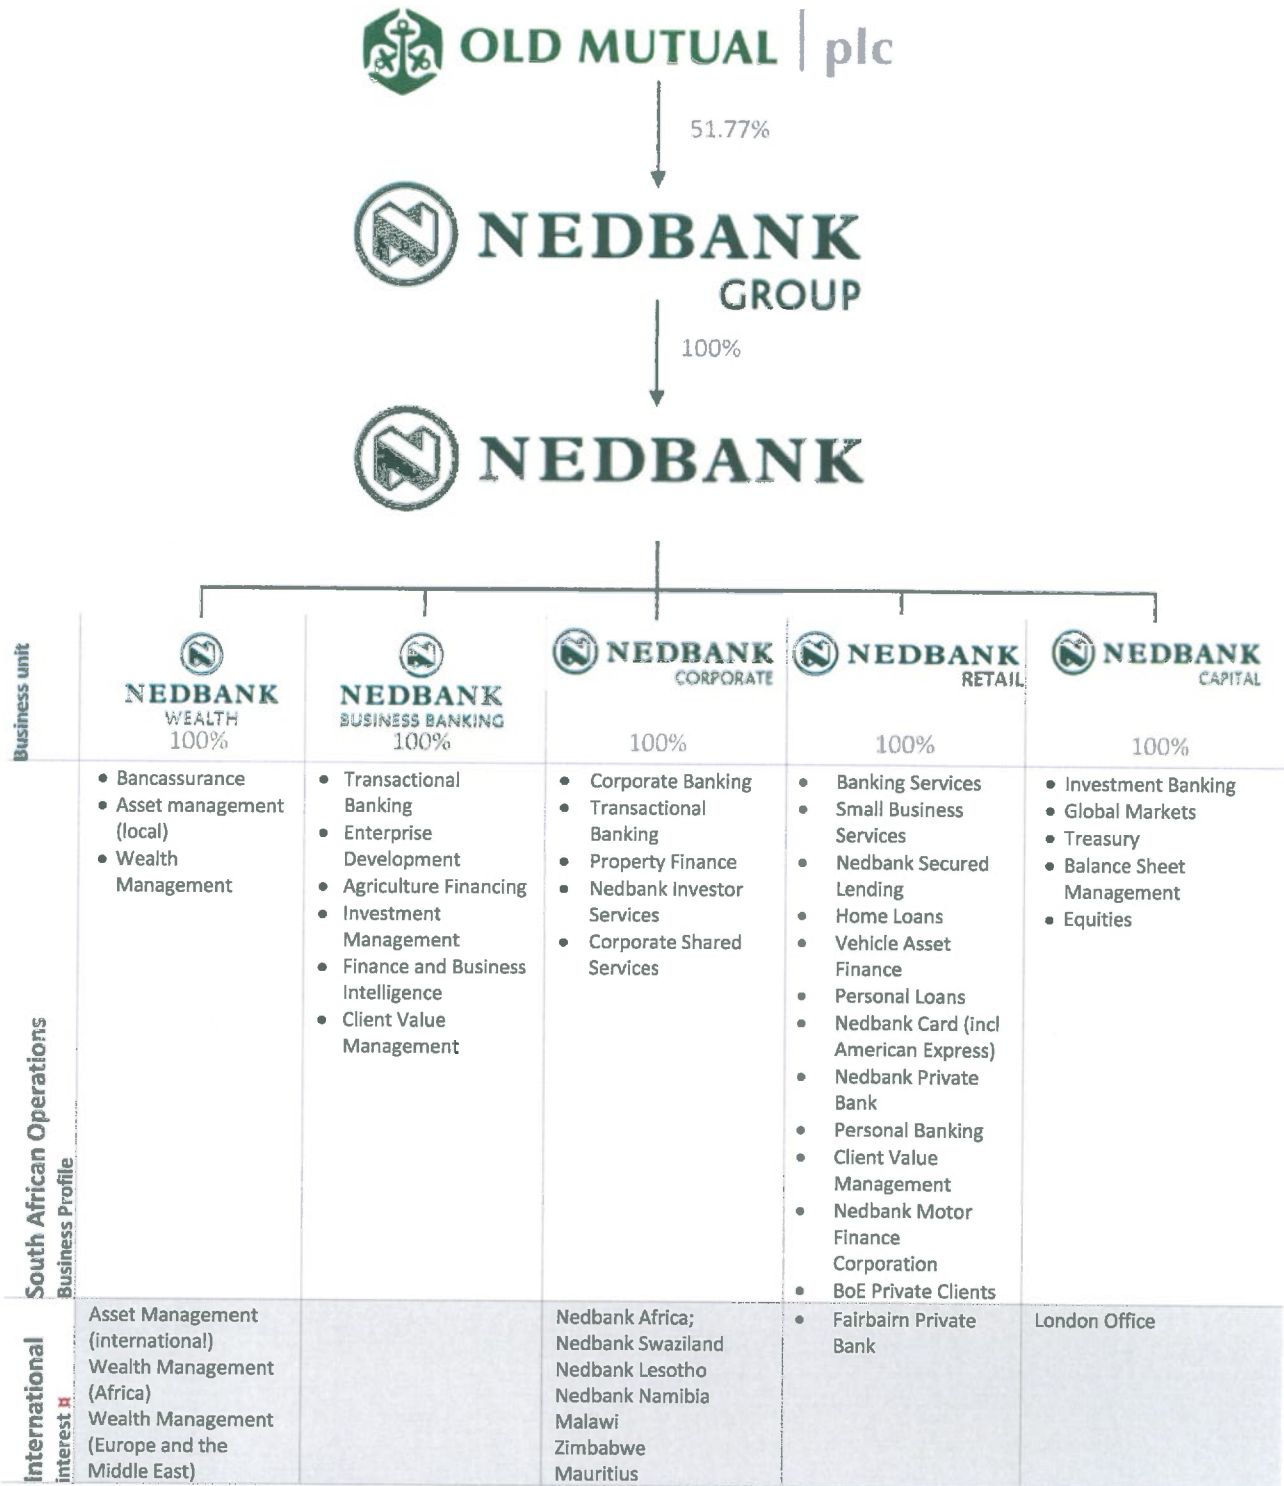 OLD MUTUAL | plc
51.77%
NEDBANK
GROUP
100%
NEDBANK
Business unit
NEDBANK
WEALTH
100%
NEDBANK
BUSINESS BANKING
100%
NEDBANK
CORPORATE
100%
NEDBANK
RETAIL
100%
NEDBANK
CAPITAL
100%
South African Operations
Business Profile
• Bancassurance
• Asset management
(local)
• Wealth
Management
• Transactional
Banking
• Enterprise
Development
• Agriculture Financing
• Investment
Management
• Finance and Business
Intelligence
• Client Value
Management
• Corporate Banking
• Transactional
Banking
• Property Finance
• Nedbank Investor
Services
• Corporate Shared
Services
• Banking Services
• Small Business
Services
• Nedbank Secured
Lending
• Home Loans
• Vehicle Asset
Finance
• Personal Loans
• Nedbank Card (incl
American Express)
• Nedbank Private
Bank
• Personal Banking
• Client Value
Management
• Nedbank Motor
Finance
Corporation
• BoE Private Clients
• Investment Banking
• Global Markets
• Treasury
• Balance Sheet
Management
• Equities
International
interest ¤
Asset Management
(international)
Wealth Management
(Africa)
Wealth Management
(Europe and the
Middle East)
Nedbank Africa;
Nedbank Swaziland
Nedbank Lesotho
Nedbank Namibia
Malawi
Zimbabwe
Mauritius
• Fairbairn Private
Bank
London Office